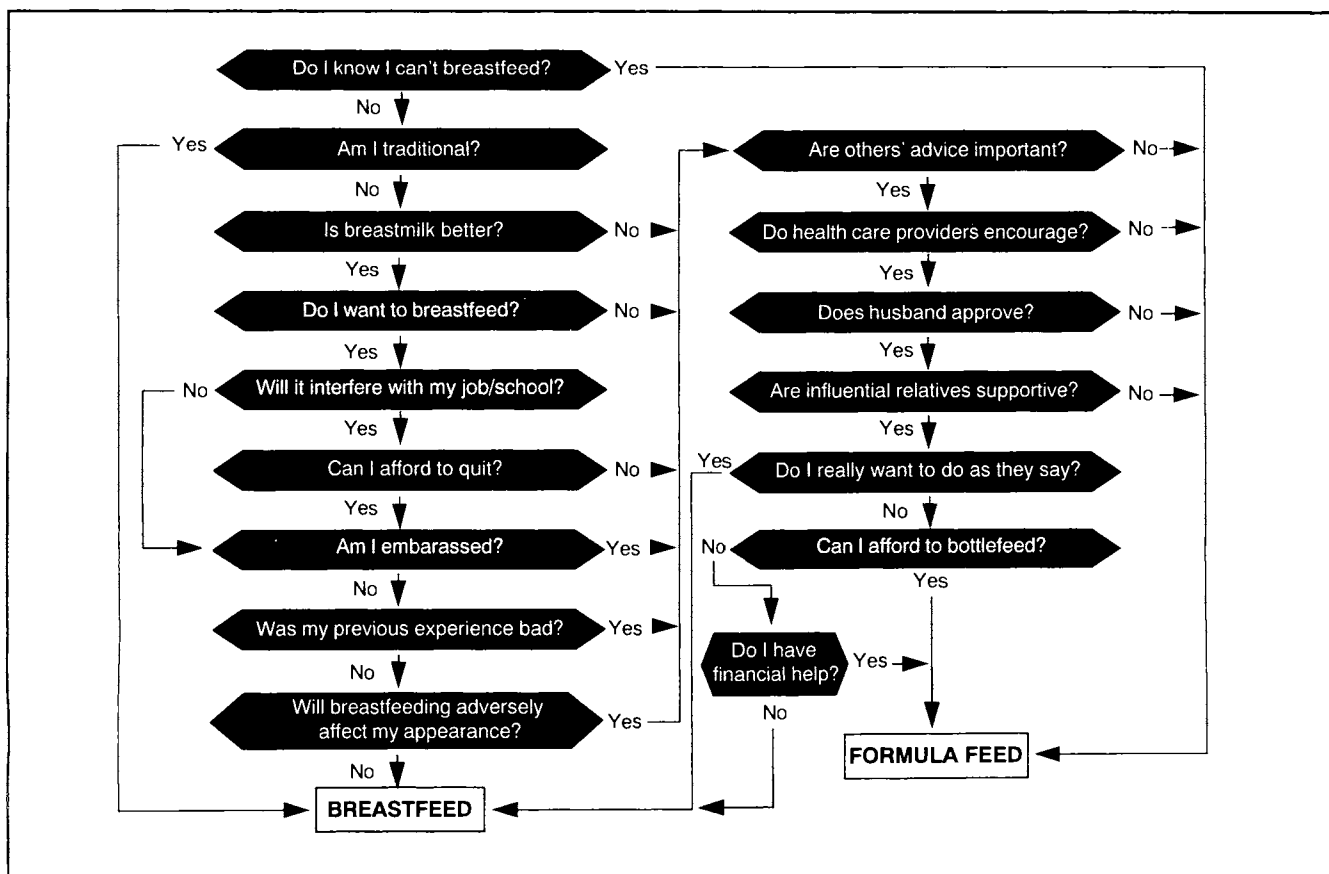 Do I know I can't breastfeed?
Yes
No
Yes
Am I traditional?
No
Is breastmilk better?
No
Yes
Do I want to breastfeed?
No
Yes
No
Will it interfere with my job/school?
Yes
Can I afford to quit?
No
Yes
Am I embarassed?
Yes
No
Was my previous experience bad?
Yes
No
Will breastfeeding adversely
affect my appearance?
Yes
No
BREASTFEED
Are others' advice important?
No
Yes
Do health care providers encourage?
No
Yes
Does husband approve?
No
Yes
Are influential relatives supportive?
No
Yes
Yes
Do I really want to do as they say?
No
No
Can I afford to bottlefeed?
Yes
Do I have
financial help?
Yes
No
FORMULA FEED